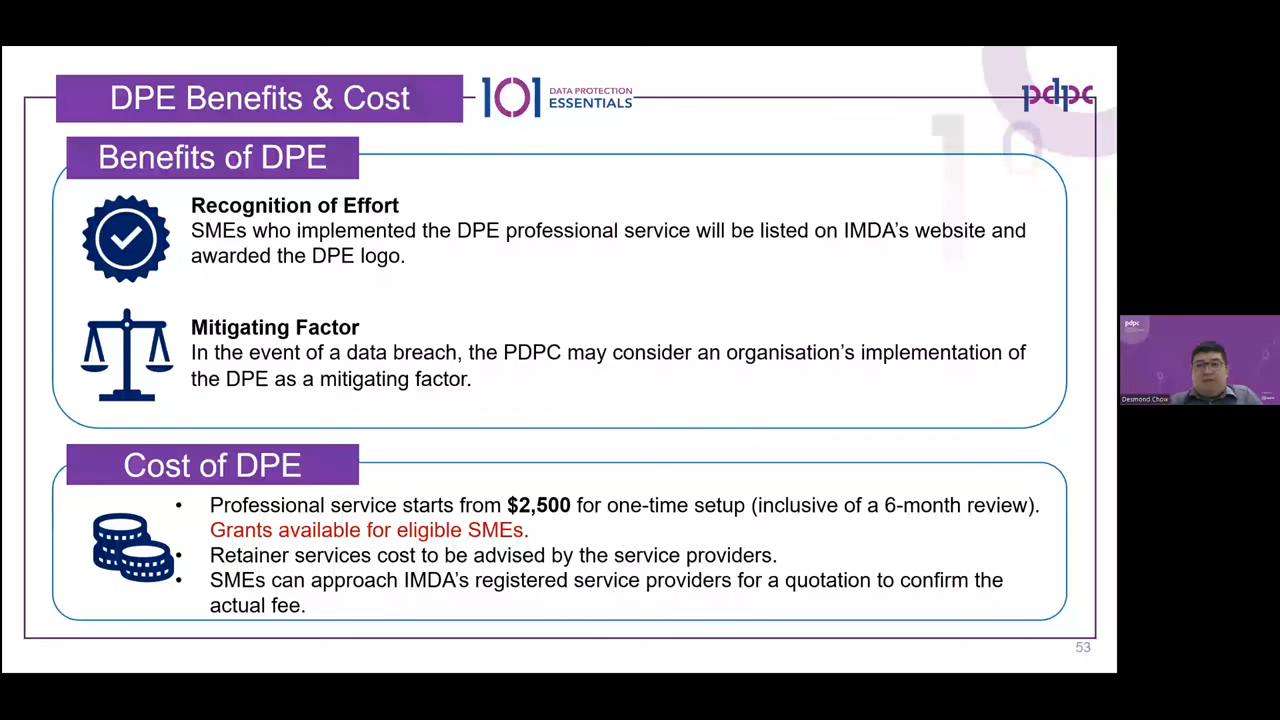 DPE Benefits & Cost
101 DATA PROTECTION
ESSENTIALS
pdpc
Benefits of DPE
Recognition of Effort
SMEs who implemented the DPE professional service will be listed on IMDA's website and
awarded the DPE logo.
Mitigating Factor
In the event of a data breach, the PDPC may consider an organisation's implementation of
the DPE as a mitigating factor.
Cost of DPE
• Professional service starts from $2,500 for one-time setup (inclusive of a 6-month review).
Grants available for eligible SMEs.
• Retainer services cost to be advised by the service providers.
• SMEs can approach IMDA's registered service providers for a quotation to confirm the
actual fee.
53
pdpc
Desmond Chow